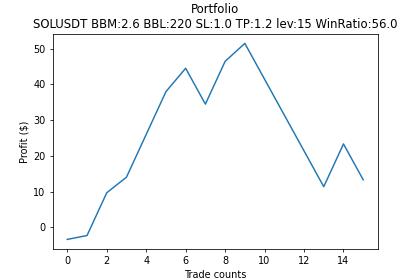 Portfolio
SOLUSDT BBM:2.6 BBL:220 SL:1.0 TP:1.2 lev:15 WinRatio:56.0
50
40
30
20
10
0
Profit ($)
0 2 4 6 8 10 12 14
Trade counts